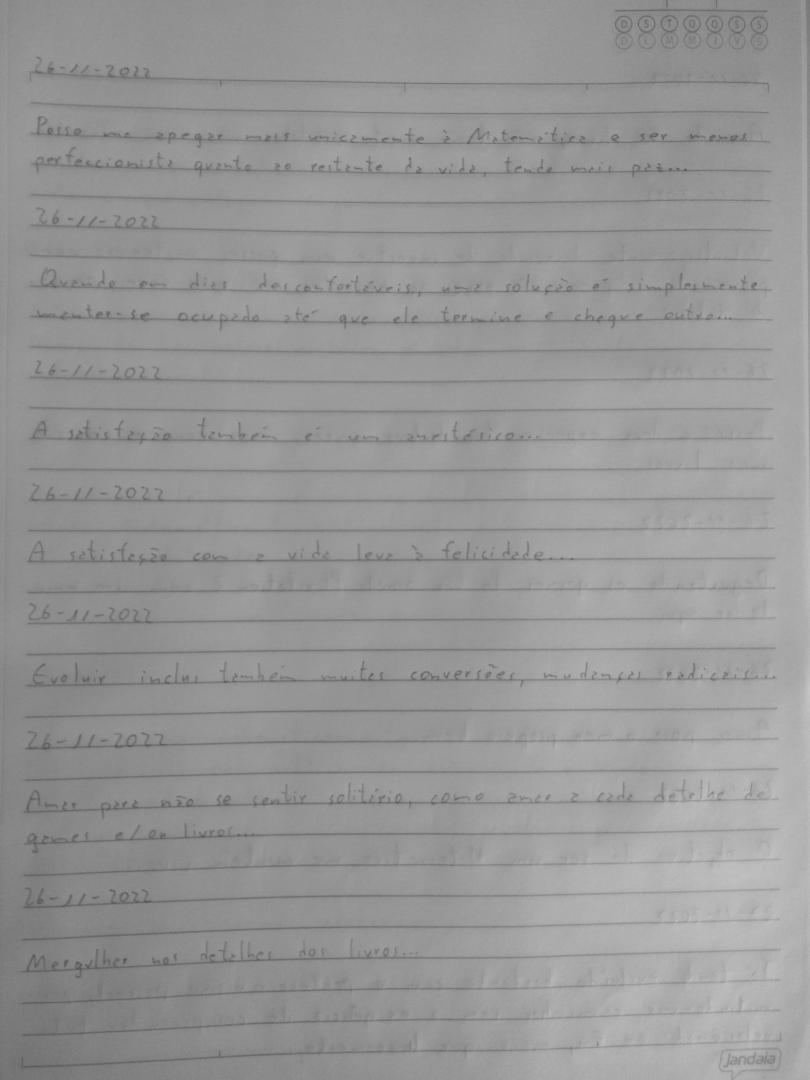 D S T Q Q S S
D L M M J V S
26-11-2022
Posso me apegar mais unicamente à Matemática e ser menos
perfeccionista quanto ao restante da vida, tendo mais paz...
26-11-2022
Quando em dias desconfortáveis, uma solução é simplesmente
manter-se ocupado até que ele termine e chegue outro...
26-11-2022
A satisfação também é um anestésico...
26-11-2022
A satisfação com a vida leva à felicidade...
26-11-2022
Evoluir inclui também muitas conversões, mudanças radicais...
26-11-2022
Amar para não se sentir solitário, como amar a cada detalhe de
games e/ou livros...
26-11-2022
Mergulhar nos detalhes dos livros...
Jandaia